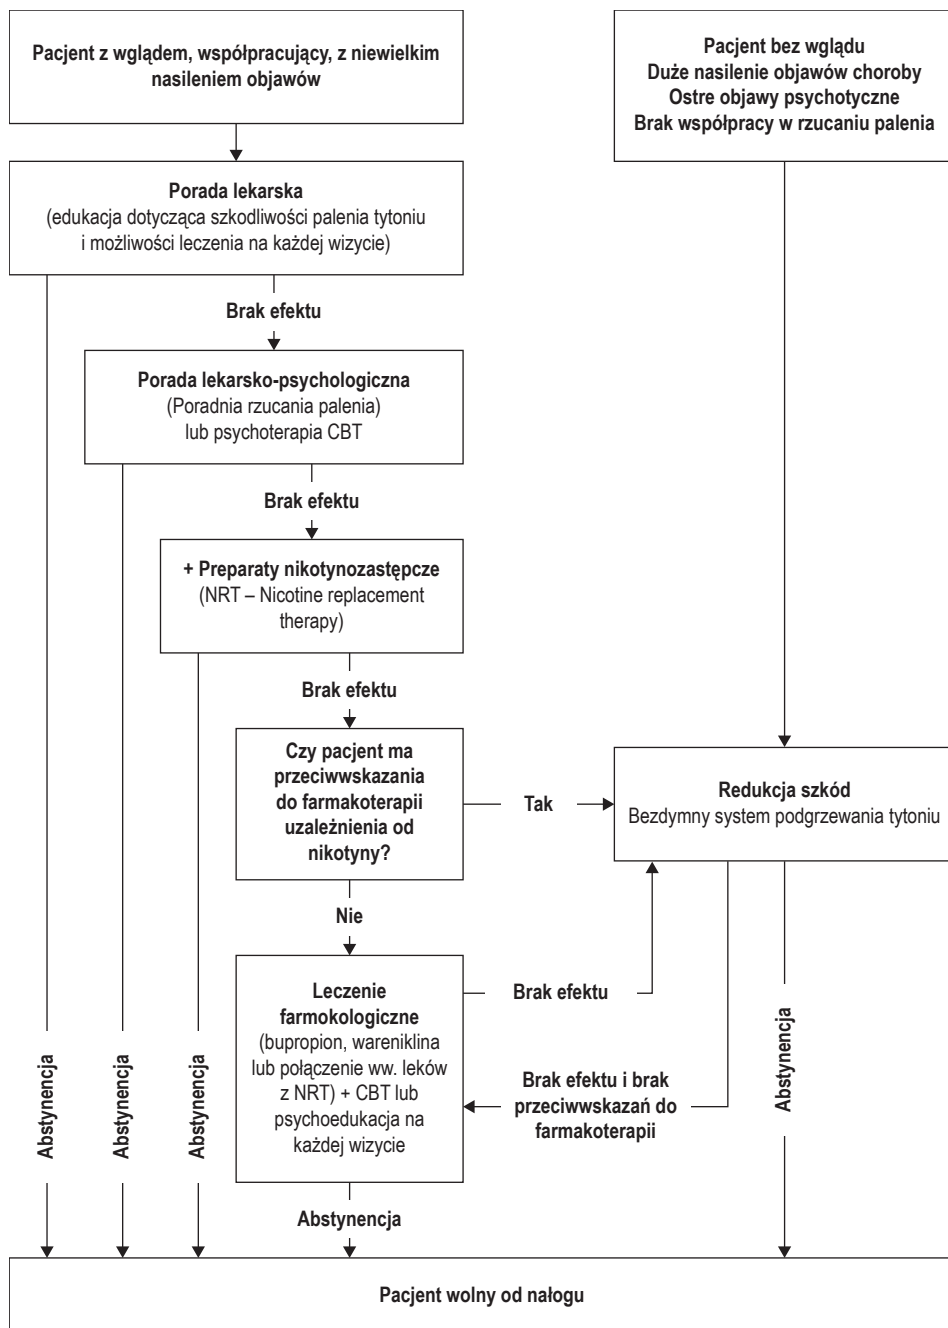 Pacjent z wglądem, współpracujący, z niewielkim
nasileniem objawów
Pacjent bez wglądu
Duże nasilenie objawów choroby
Ostre objawy psychotyczne
Brak współpracy w rzucaniu palenia
Porada lekarska
(edukacja dotycząca szkodliwości palenia tytoniu
i możliwości leczenia na każdej wizycie)
Brak efektu
Porada lekarsko-psychologiczna
(Poradnia rzucania palenia)
lub psychoterapia CBT
Brak efektu
+ Preparaty nikotynozastępcze
(NRT – Nicotine replacement
therapy)
Brak efektu
Czy pacjent ma
przeciwwskazania
do farmakoterapii
uzależnienia od
nikotyny?
Tak
Redukcja szkód
Bezdymny system podgrzewania tytoniu
Nie
Leczenie
farmokologiczne
(bupropion, wareniklina
lub połączenie ww. leków
z NRT) + CBT lub
psychoedukacja na
każdej wizycie
Brak efektu
Brak efektu i brak
przeciwwskazań do
farmakoterapii
Abstynencja
Abstynencja
Abstynencja
Abstynencja
Abstynencja
Pacjent wolny od nałogu